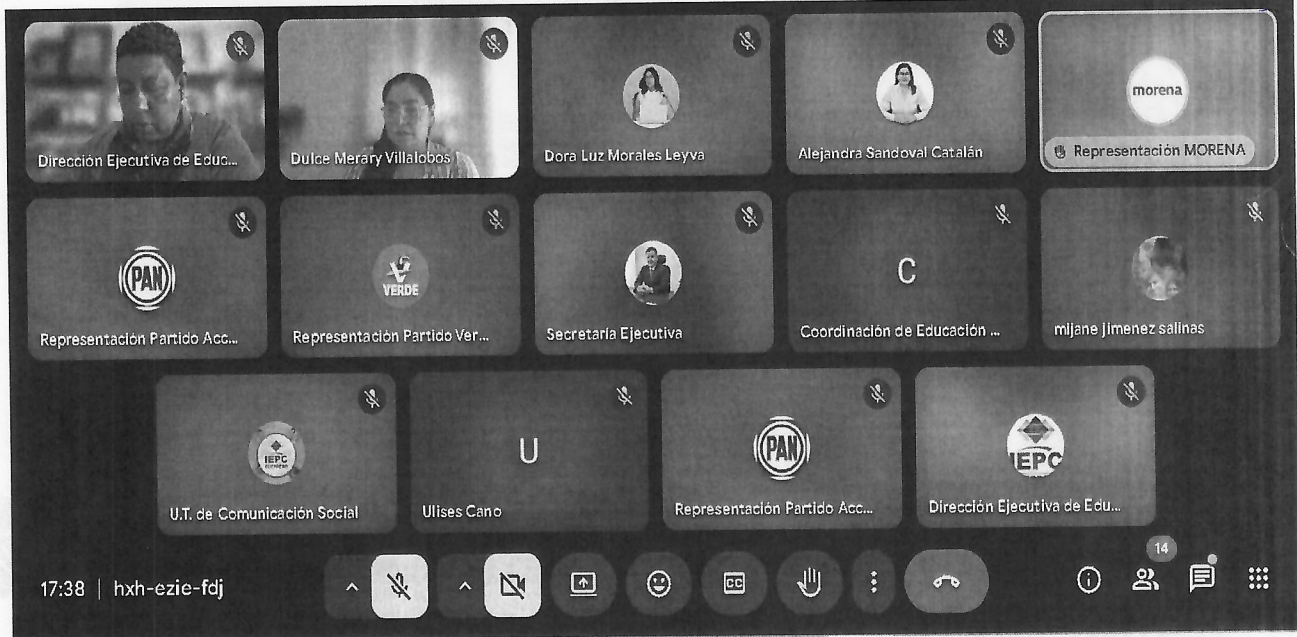 Dirección Ejecutiva de Educ...
Dulce Merary Villalobos
Dora Luz Morales Leyva
Alejandra Sandoval Catalán
morena
Representación MORENA
PAN
Representación Partido Acc...
VERDE
Representación Partido Ver...
Secretaría Ejecutiva
C
Coordinación de Educación ...
mijane jimenez salinas
IEPC
U.T. de Comunicación Social
U
Ulises Cano
PAN
Representación Partido Acc...
IEPC
Dirección Ejecutiva de Edu...
17:38 | hxh-ezie-fdj
CC
14